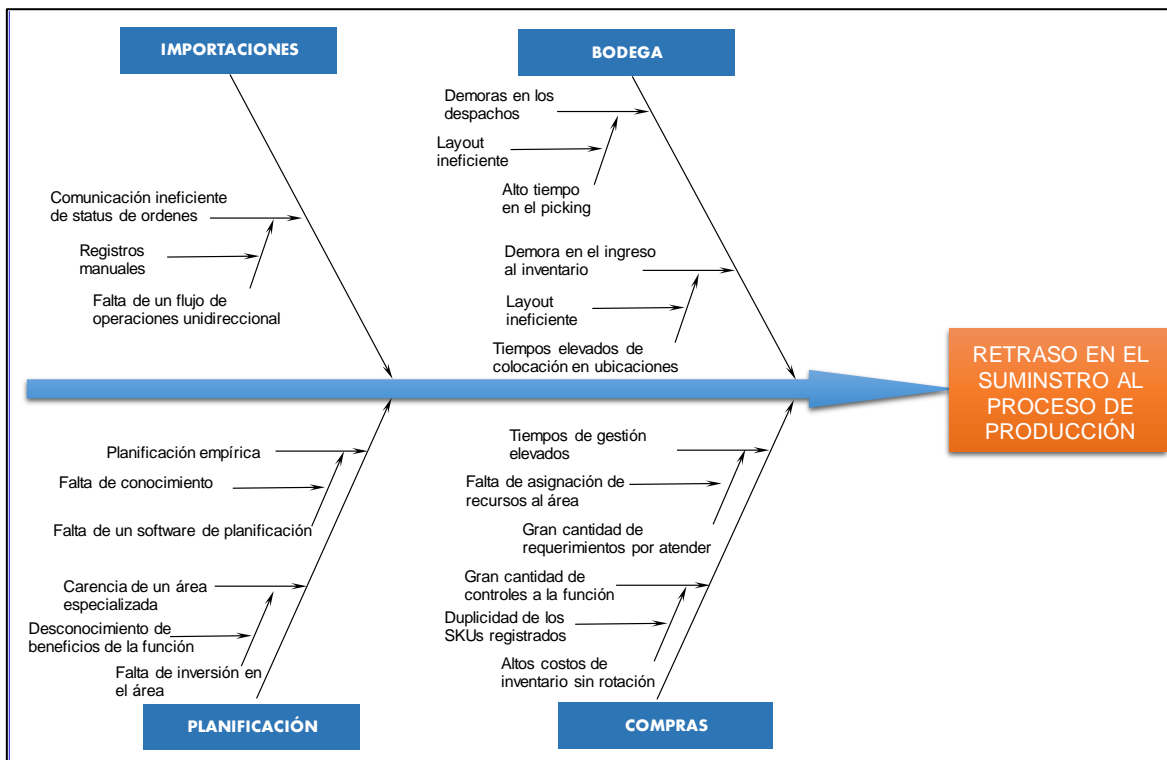 IMPORTACIONES
BODEGA
Demoras en los
despachos
Layout
ineficiente
Alto tiempo
en el picking
Comunicación ineficiente
de status de ordenes
Registros
manuales
Falta de un flujo de
operaciones unidireccional
Demora en el ingreso
al inventario
Layout
ineficiente
Tiempos elevados de
colocación en ubicaciones
RETRASO EN EL
SUMINSTRO AL
PROCESO DE
PRODUCCIÓN
Planificación empírica
Falta de conocimiento
Falta de un software de planificación
Carencia de un área
especializada
Desconocimiento de
beneficios de la función
Falta de inversión en
el área
Tiempos de gestión
elevados
Falta de asignación de
recursos al área
Gran cantidad de
requerimientos por atender
Gran cantidad de
controles a la función
Duplicidad de los
SKUs registrados
Altos costos de
inventario sin rotación
PLANIFICACIÓN
COMPRAS